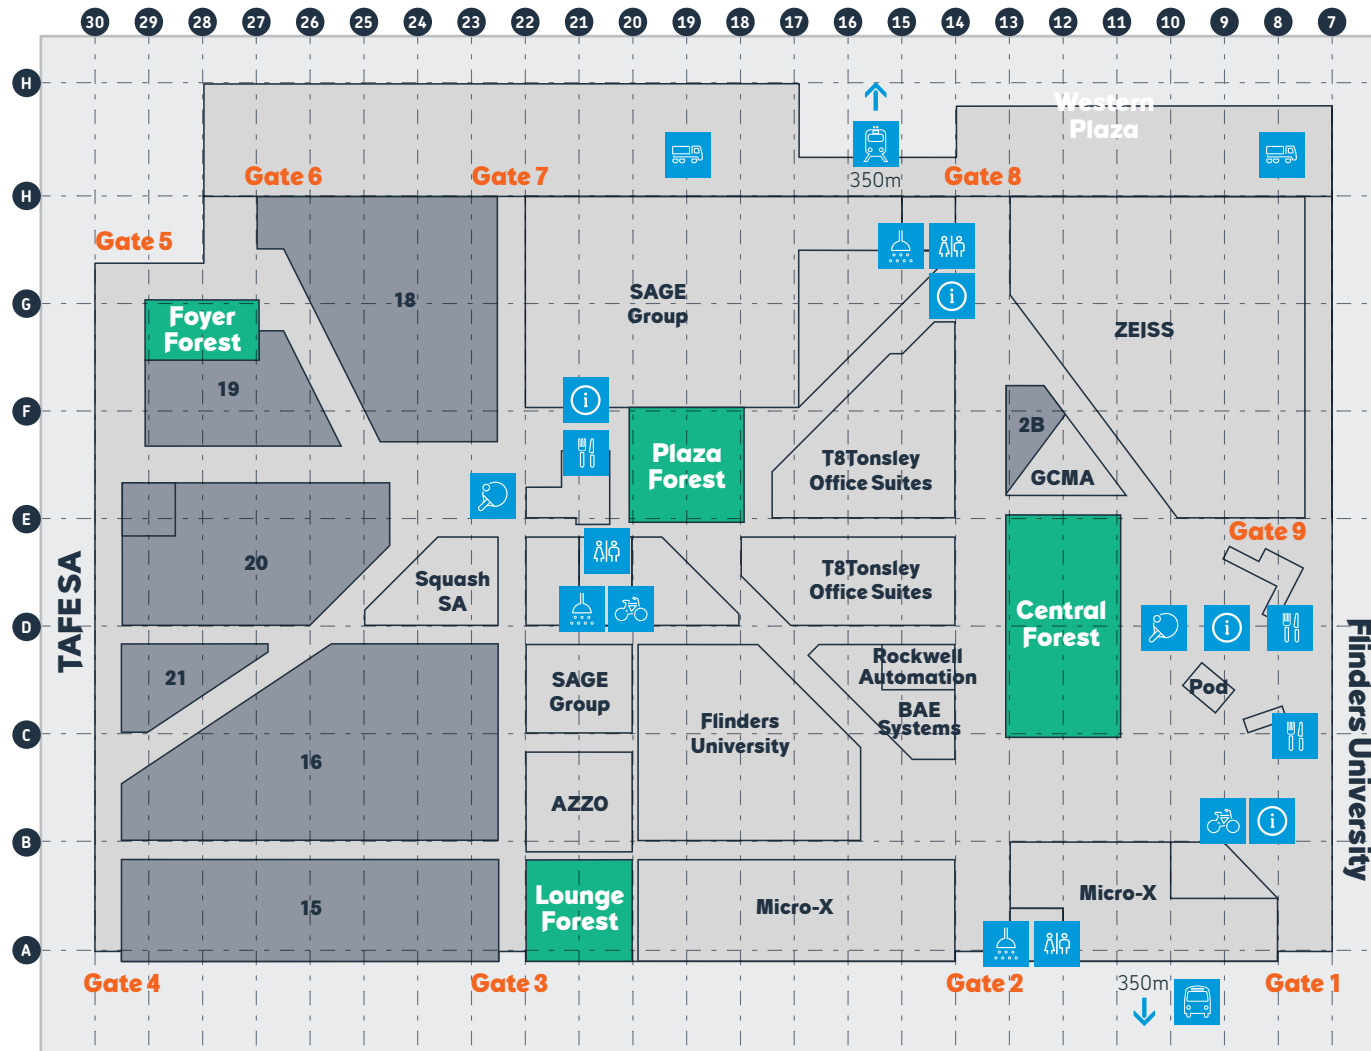 30 29 28 27 26 25 24 23 22 21 20 19 18 17 16 15 14 13 12 11 10 9 8 7
H
Western
Plaza
350m
H
Gate 6
Gate 7
Gate 8
Gate 5
G
18
SAGE
Group
Foyer
Forest
ZEISS
19
F
2B
Plaza
Forest
T8Tonsley
Office Suites
GCMA
E
Gate 9
20
Squash
SA
T8Tonsley
Office Suites
Central
Forest
D
TAFE SA
Flinders University
21
SAGE
Group
Rockwell
Automation
BAE
Systems
Pod
C
Flinders
University
16
AZZO
B
15
Lounge
Forest
Micro-X
Micro-X
A
Gate 4
Gate 3
Gate 2
350m
Gate 1